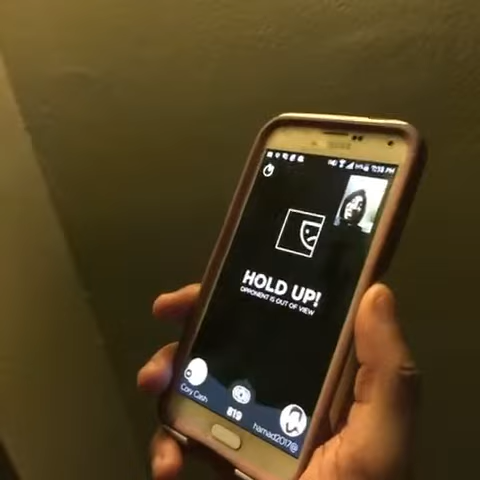 HOLD UP!
OPPONENT IS OUT OF VIEW
Cory Cash
819
hamad2017@